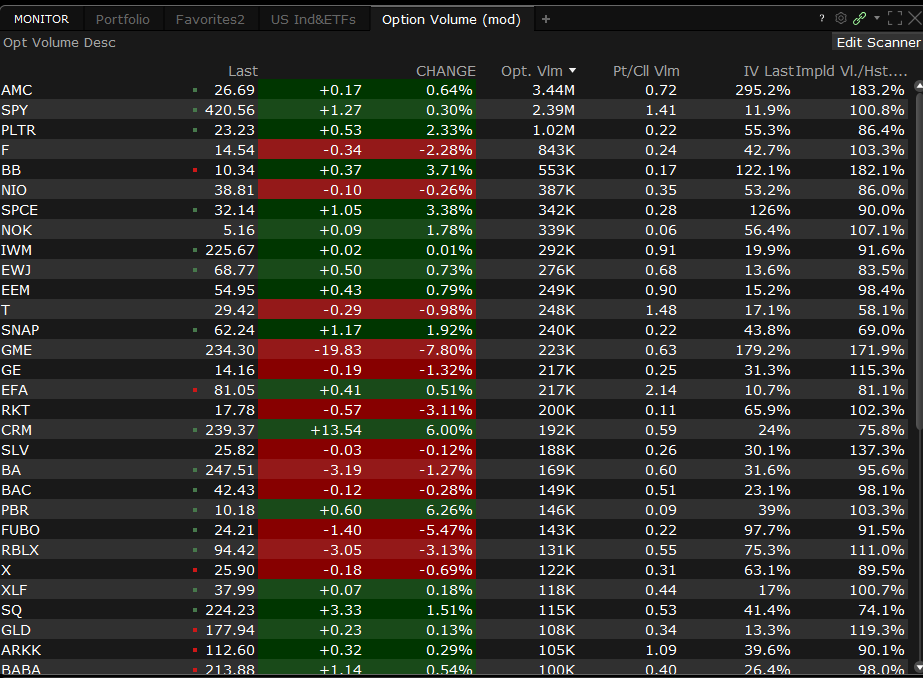 MONITOR Portfolio Favorites2 US Ind&ETFs Option Volume (mod) + ?
Opt Volume Desc Edit Scanner
Last CHANGE Opt. Vlm ▼ Pt/Cll Vlm IV Last Impld Vl./Hst....
AMC 26.69 +0.17 0.64% 3.44M 0.72 295.2% 183.2%
SPY 420.56 +1.27 0.30% 2.39M 1.41 11.9% 100.8%
PLTR 23.23 +0.53 2.33% 1.02M 0.22 55.3% 86.4%
F 14.54 -0.34 -2.28% 843K 0.24 42.7% 103.3%
BB 10.34 +0.37 3.71% 553K 0.17 122.1% 182.1%
NIO 38.81 -0.10 -0.26% 387K 0.35 53.2% 86.0%
SPCE 32.14 +1.05 3.38% 342K 0.28 126% 90.0%
NOK 5.16 +0.09 1.78% 339K 0.06 56.4% 107.1%
IWM 225.67 +0.02 0.01% 292K 0.91 19.9% 91.6%
EWJ 68.77 +0.50 0.73% 276K 0.68 13.6% 83.5%
EEM 54.95 +0.43 0.79% 249K 0.90 15.2% 98.4%
T 29.42 -0.29 -0.98% 248K 1.48 17.1% 58.1%
SNAP 62.24 +1.17 1.92% 240K 0.22 43.8% 69.0%
GME 234.30 -19.83 -7.80% 223K 0.63 179.2% 171.9%
GE 14.16 -0.19 -1.32% 217K 0.25 31.3% 115.3%
EFA 81.05 +0.41 0.51% 217K 2.14 10.7% 81.1%
RKT 17.78 -0.57 -3.11% 200K 0.11 65.9% 102.3%
CRM 239.37 +13.54 6.00% 192K 0.59 24% 75.8%
SLV 25.82 -0.03 -0.12% 188K 0.26 30.1% 137.3%
BA 247.51 -3.19 -1.27% 169K 0.60 31.6% 95.6%
BAC 42.43 -0.12 -0.28% 149K 0.51 23.1% 98.1%
PBR 10.18 +0.60 6.26% 146K 0.09 39% 103.3%
FUBO 24.21 -1.40 -5.47% 143K 0.22 97.7% 91.5%
RBLX 94.42 -3.05 -3.13% 131K 0.55 75.3% 111.0%
X 25.90 -0.18 -0.69% 122K 0.31 63.1% 89.5%
XLF 37.99 +0.07 0.18% 118K 0.44 17% 100.7%
SQ 224.23 +3.33 1.51% 115K 0.53 41.4% 74.1%
GLD 177.94 +0.23 0.13% 108K 0.34 13.3% 119.3%
ARKK 112.60 +0.32 0.29% 105K 1.09 39.6% 90.1%
BABA 213.88 +1.14 0.54% 100K 0.40 26.4% 98.0%